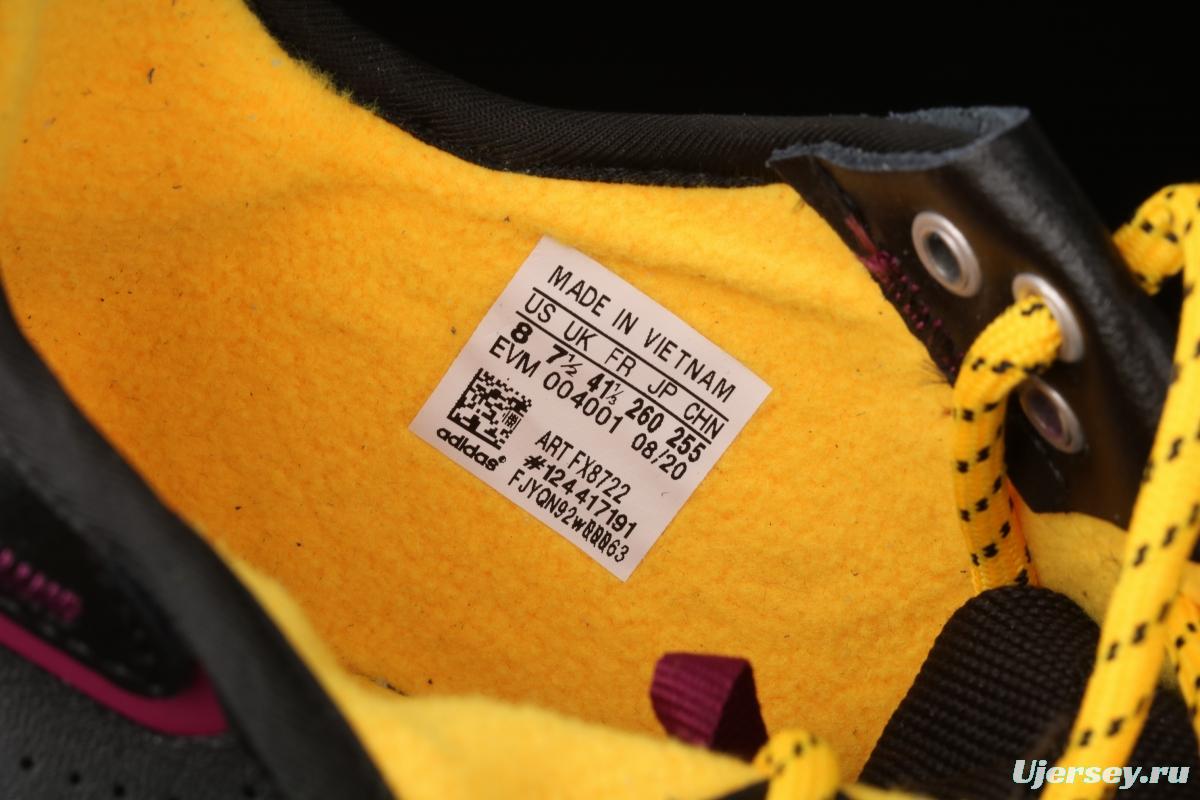 MADE IN VIETNAM
US UK FR JP CHN
8 7½ 41⅓ 260 255
EVM 004001 08/20
adidas®
ART FX8722
#124417191
Ujersey.ru